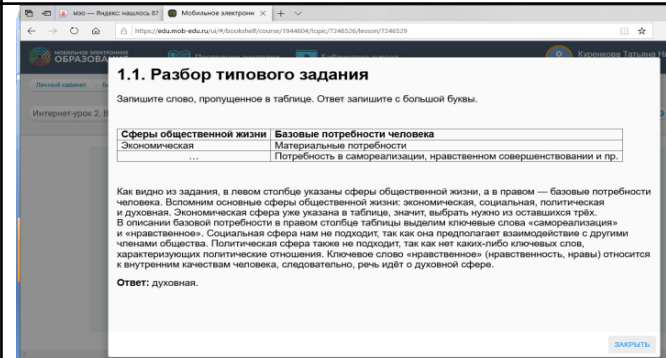 мэо — Яндекс: нашлось 87
Мобильное электронн
https://edu.mob-edu.ru/ui/#/bookshelf/course/1944604/topic/7246526/lesson/7246529
МОБИЛЬНОЕ ЭЛЕКТРОННОЕ
ОБРАЗОВА
Куренкова Татьяна Н
Личный кабинет
Интернет-урок 2. В
1.1. Разбор типового задания
Запишите слово, пропущенное в таблице. Ответ запишите с большой буквы.
Сферы общественной жизни Базовые потребности человека
Экономическая Материальные потребности
... Потребность в самореализации, нравственном совершенствовании и пр.
Как видно из задания, в левом столбце указаны сферы общественной жизни, а в правом — базовые потребности
человека. Вспомним основные сферы общественной жизни: экономическая, социальная, политическая
и духовная. Экономическая сфера уже указана в таблице, значит, выбрать нужно из оставшихся трёх.
В описании базовой потребности в правом столбце таблицы выделим ключевые слова «самореализация»
и «нравственное». Социальная сфера нам не подходит, так как она предполагает взаимодействие с другими
членами общества. Политическая сфера также не подходит, так как нет каких-либо ключевых слов,
характеризующих политические отношения. Ключевое слово «нравственное» (нравственность, нравы) относится
к внутренним качествам человека, следовательно, речь идёт о духовной сфере.
Ответ: духовная.
ЗАКРЫТЬ